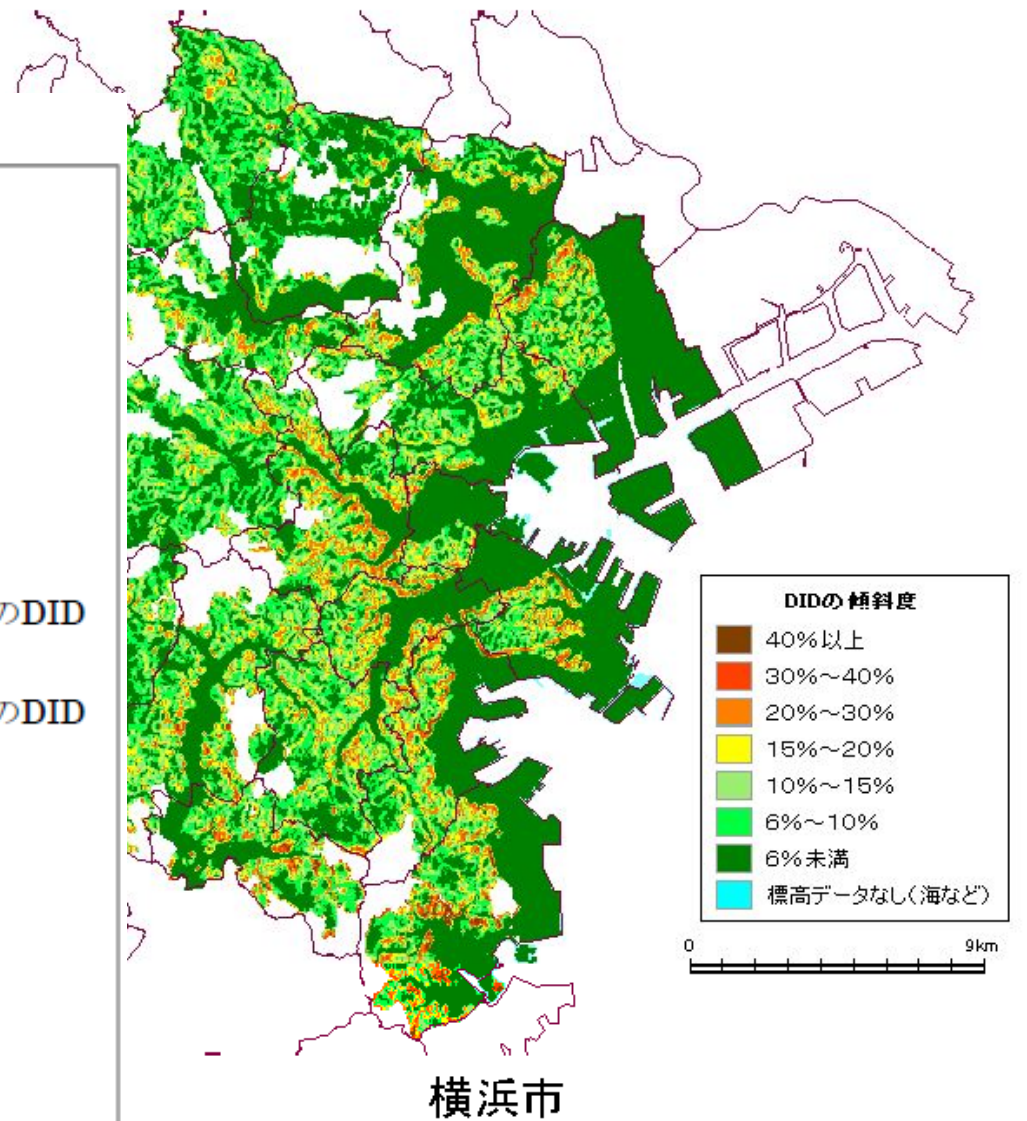 のDID
のDID
DIDの傾斜度
40%以上
30%～40%
20%～30%
15%～20%
10%～15%
6%～10%
6%未満
標高データなし(海など)
0 9km
横浜市